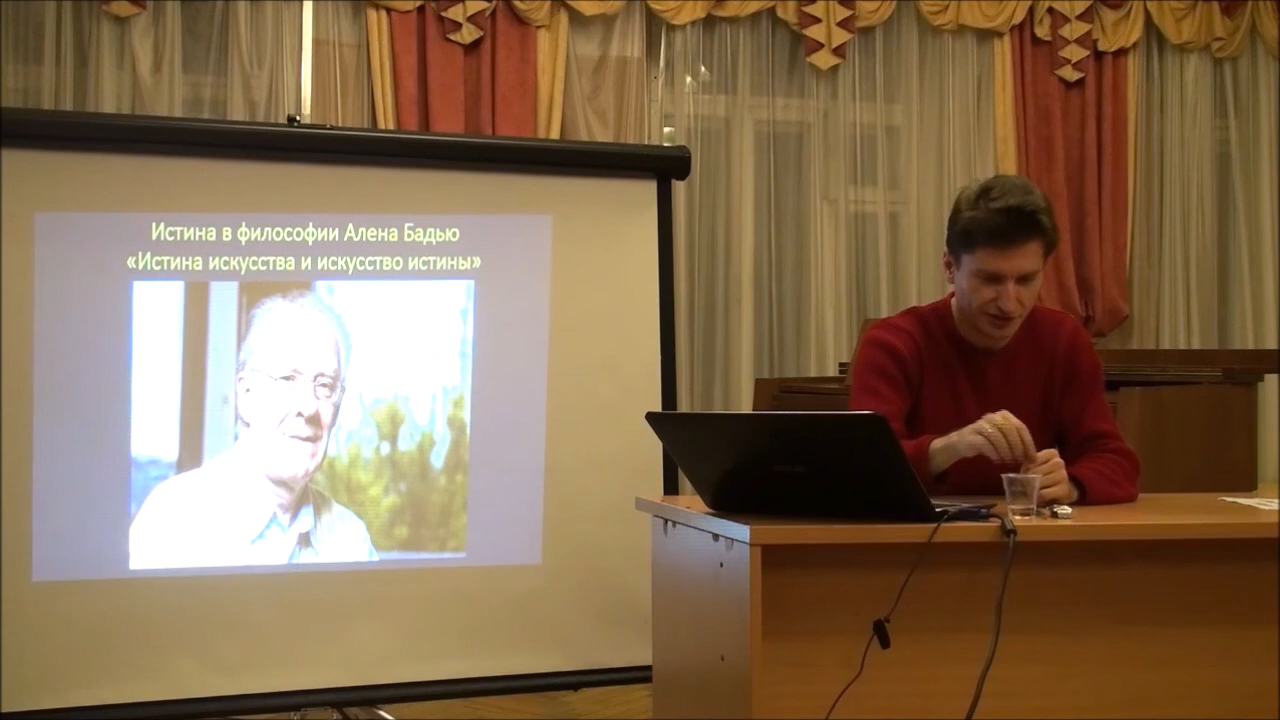 Истина в философии Алена Бадью
«Истина искусства и искусство истины»